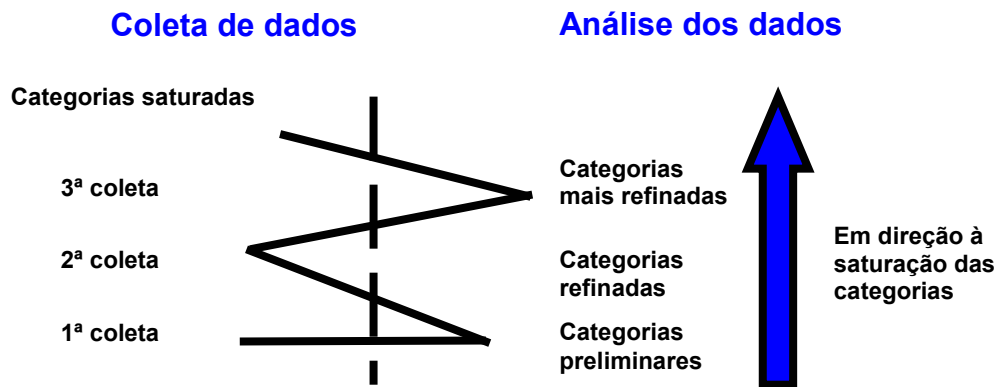 Coleta de dados
Análise dos dados
Categorias saturadas
3ª coleta
Categorias
mais refinadas
Em direção à
saturação das
categorias
2ª coleta
Categorias
refinadas
1ª coleta
Categorias
preliminares